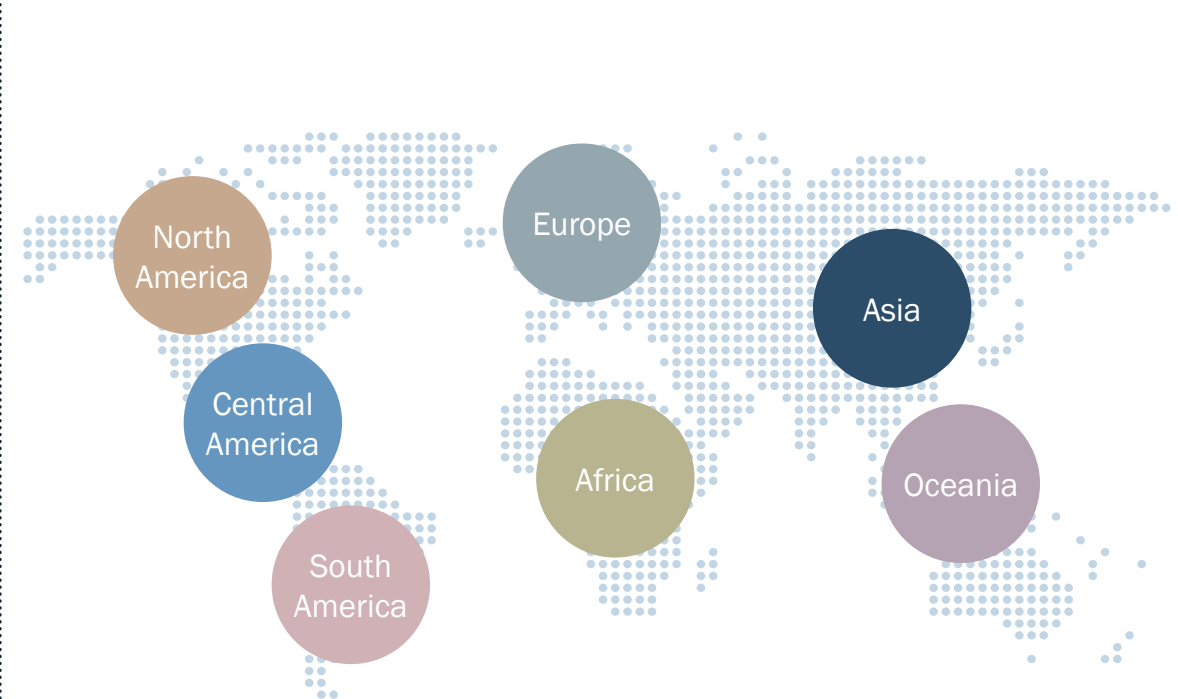 North
America
Europe
Asia
Central
America
Africa
Oceania
South
America